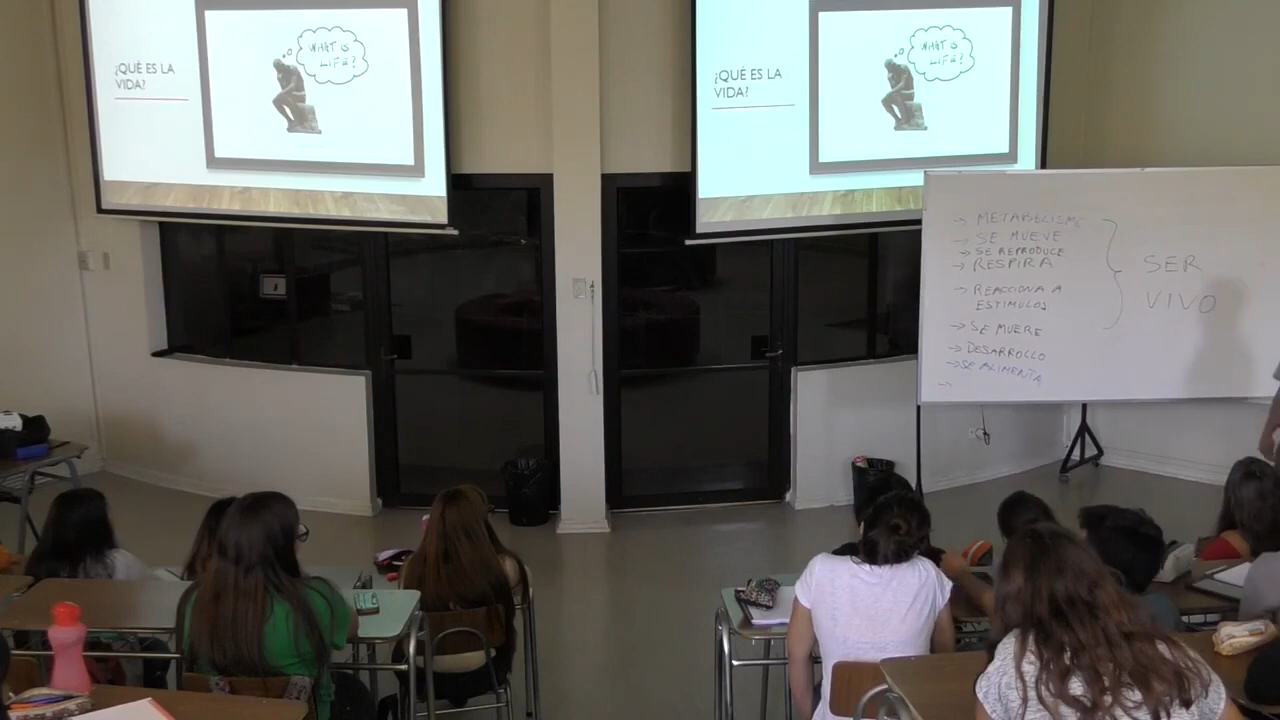 ¿QUÉ ES LA
VIDA?
WHAT IS
LIFE?
¿QUÉ ES LA
VIDA?
WHAT IS
LIFE?
→ METABOLISMO
→ SE MUEVE
→ SE REPRODUCE
→ RESPIRA
→ REACCIONA A
ESTIMULOS
→ SE MUERE
→ DESARROLLO
→ SE ALIMENTA
→
SER
VIVO